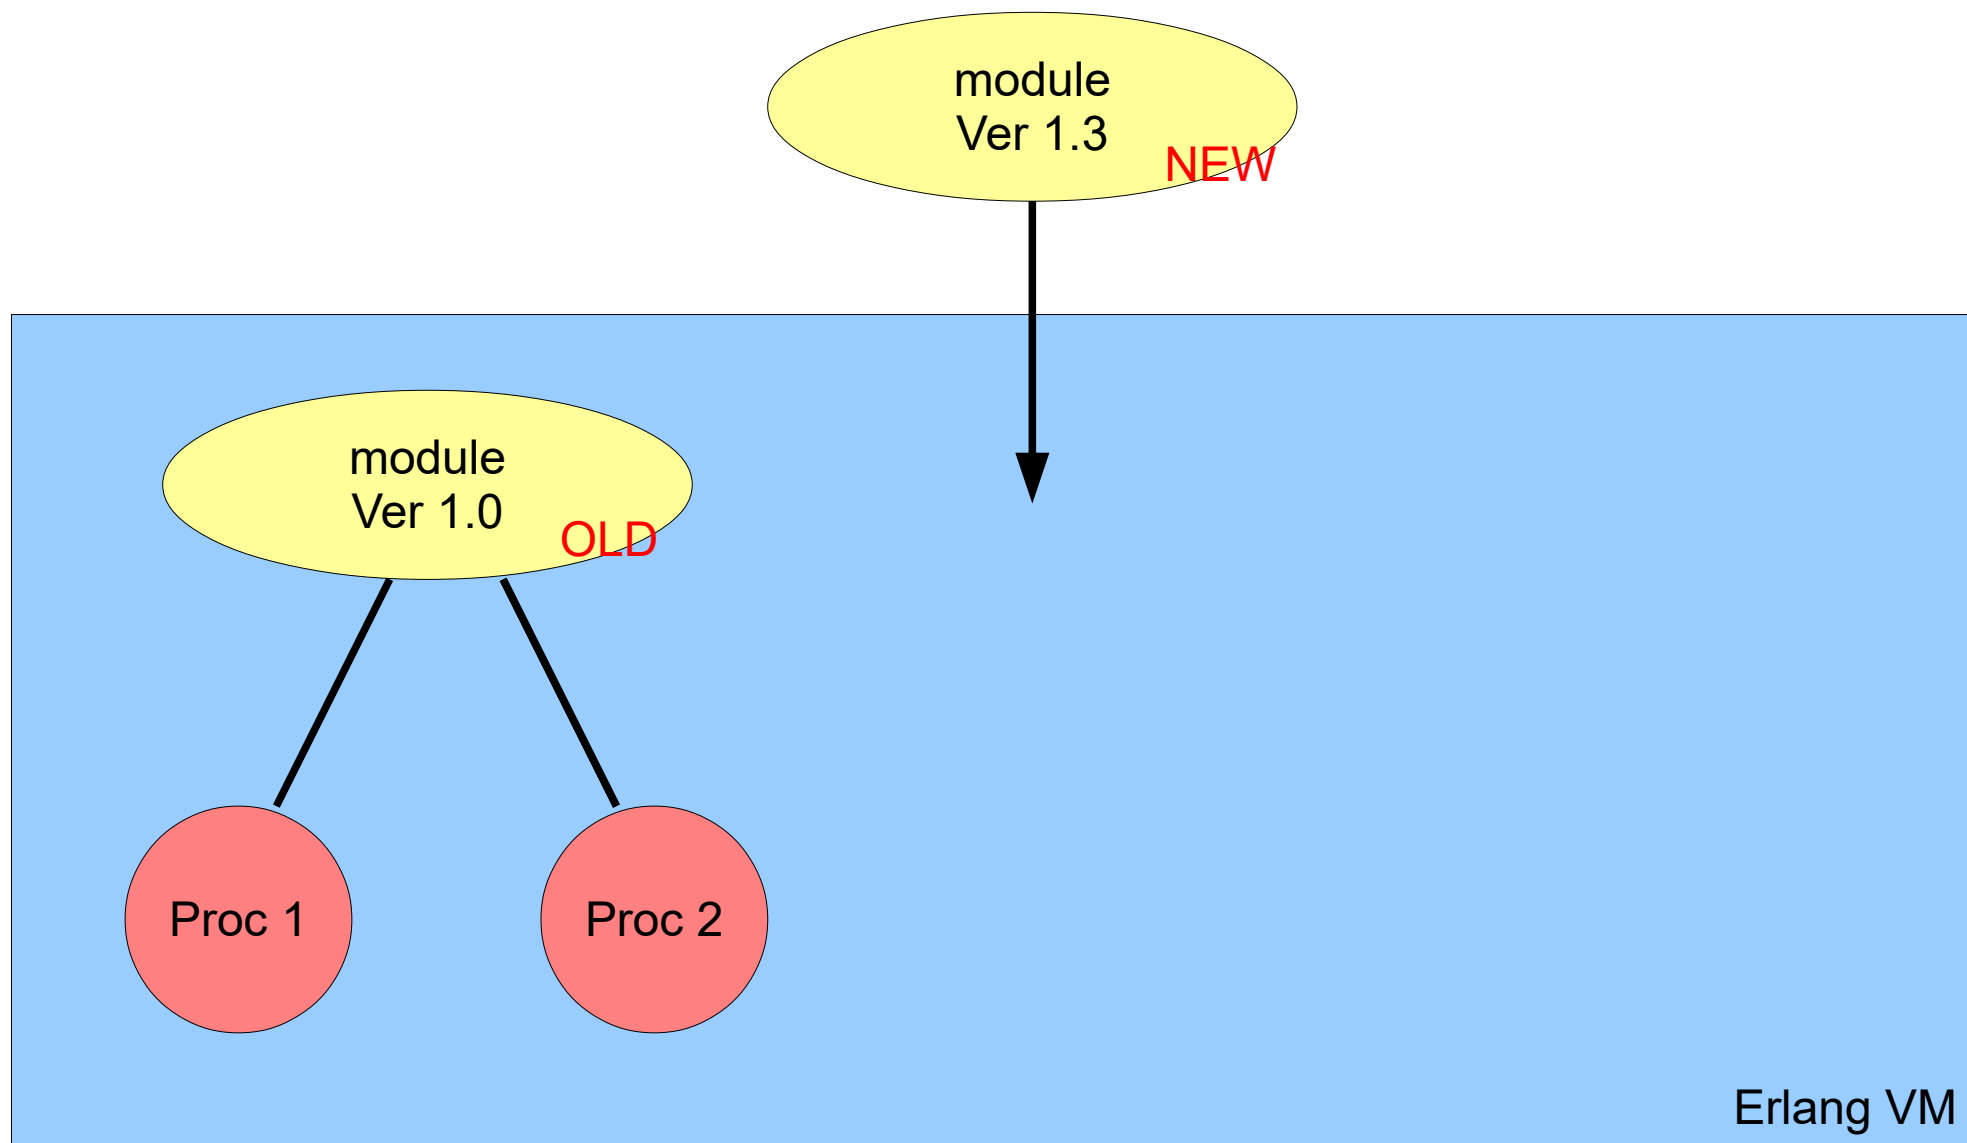 module
Ver 1.3
NEW
module
Ver 1.0
OLD
Proc 1
Proc 2
Erlang VM